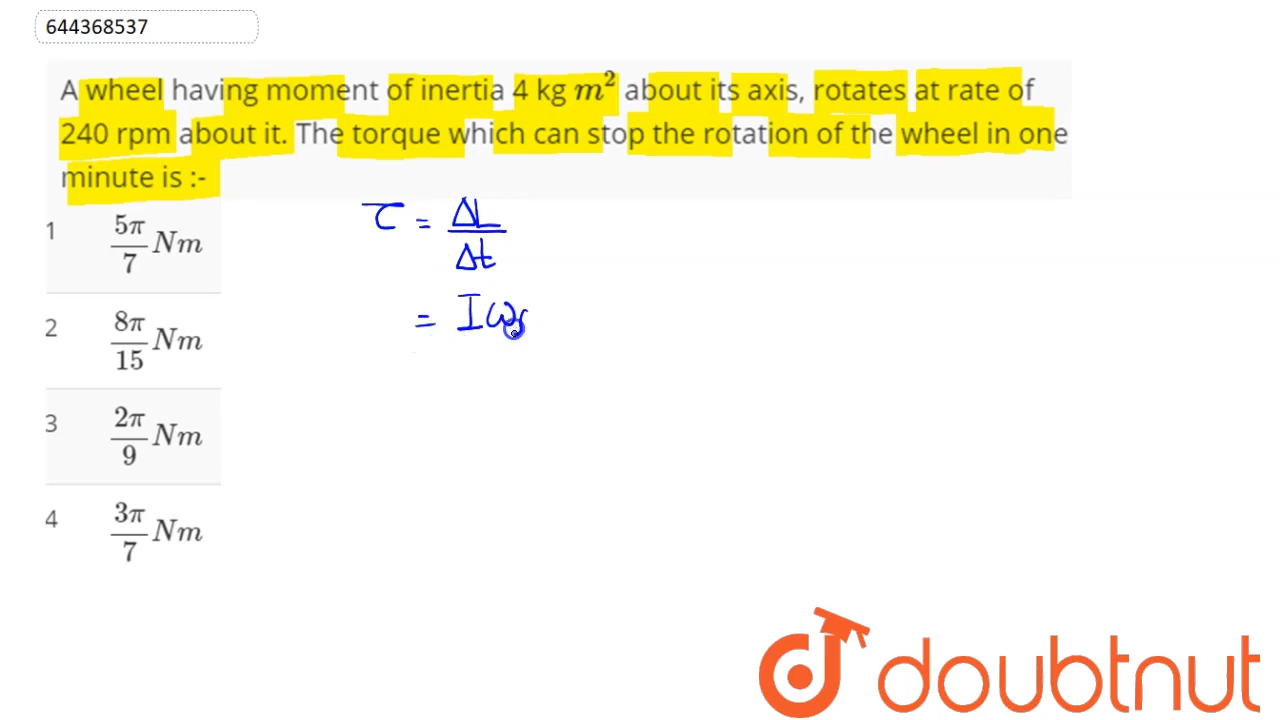 644368537
A wheel having moment of inertia 4 kg m² about its axis, rotates at rate of
240 rpm about it. The torque which can stop the rotation of the wheel in one
minute is :-
1 5π/7 Nm
2 8π/15 Nm
3 2π/9 Nm
4 3π/7 Nm
τ = ΔL/Δt
= Iω
doubtnut